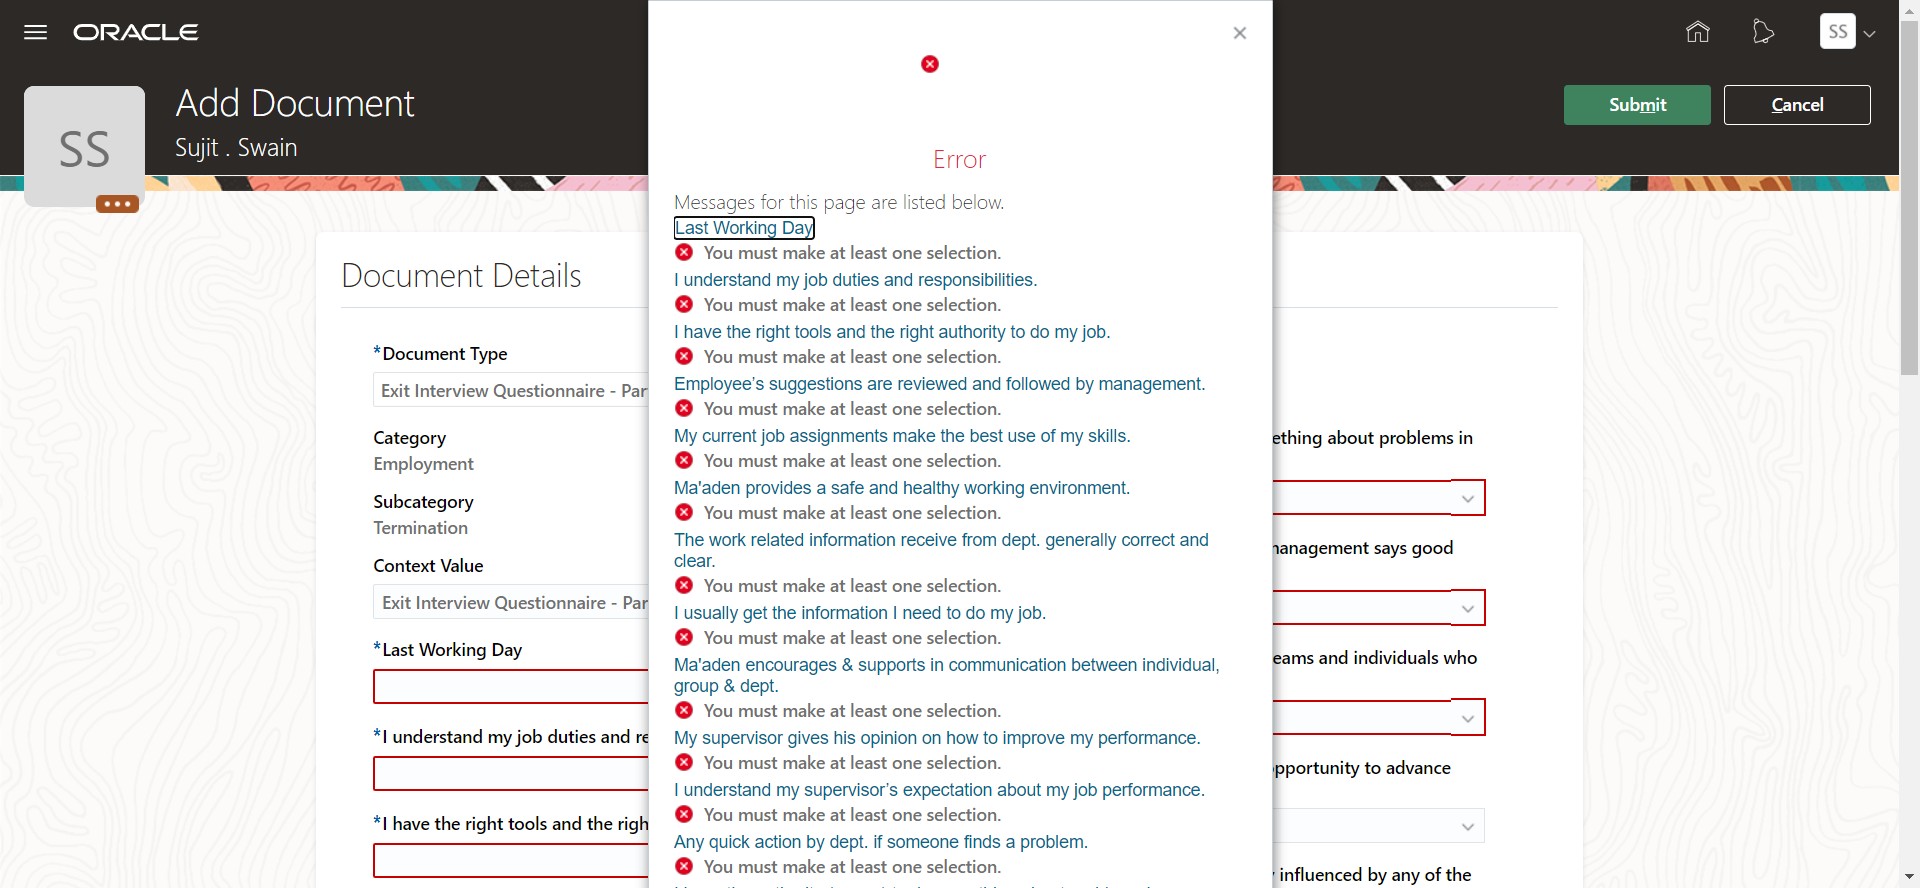 ORACLE
SS
SS
Add Document
Sujit . Swain
Submit
Cancel
Document Details
*Document Type
Exit Interview Questionnaire - Par
Category
Employment
Subcategory
Termination
Context Value
Exit Interview Questionnaire - Par
*Last Working Day
*I understand my job duties and re
*I have the right tools and the righ
Error
Messages for this page are listed below.
Last Working Day
You must make at least one selection.
I understand my job duties and responsibilities.
You must make at least one selection.
I have the right tools and the right authority to do my job.
You must make at least one selection.
Employee’s suggestions are reviewed and followed by management.
You must make at least one selection.
My current job assignments make the best use of my skills.
You must make at least one selection.
Ma'aden provides a safe and healthy working environment.
You must make at least one selection.
The work related information receive from dept. generally correct and
clear.
You must make at least one selection.
I usually get the information I need to do my job.
You must make at least one selection.
Ma'aden encourages & supports in communication between individual,
group & dept.
You must make at least one selection.
My supervisor gives his opinion on how to improve my performance.
You must make at least one selection.
I understand my supervisor’s expectation about my job performance.
You must make at least one selection.
Any quick action by dept. if someone finds a problem.
You must make at least one selection.
ething about problems in
management says good
eams and individuals who
opportunity to advance
influenced by any of the